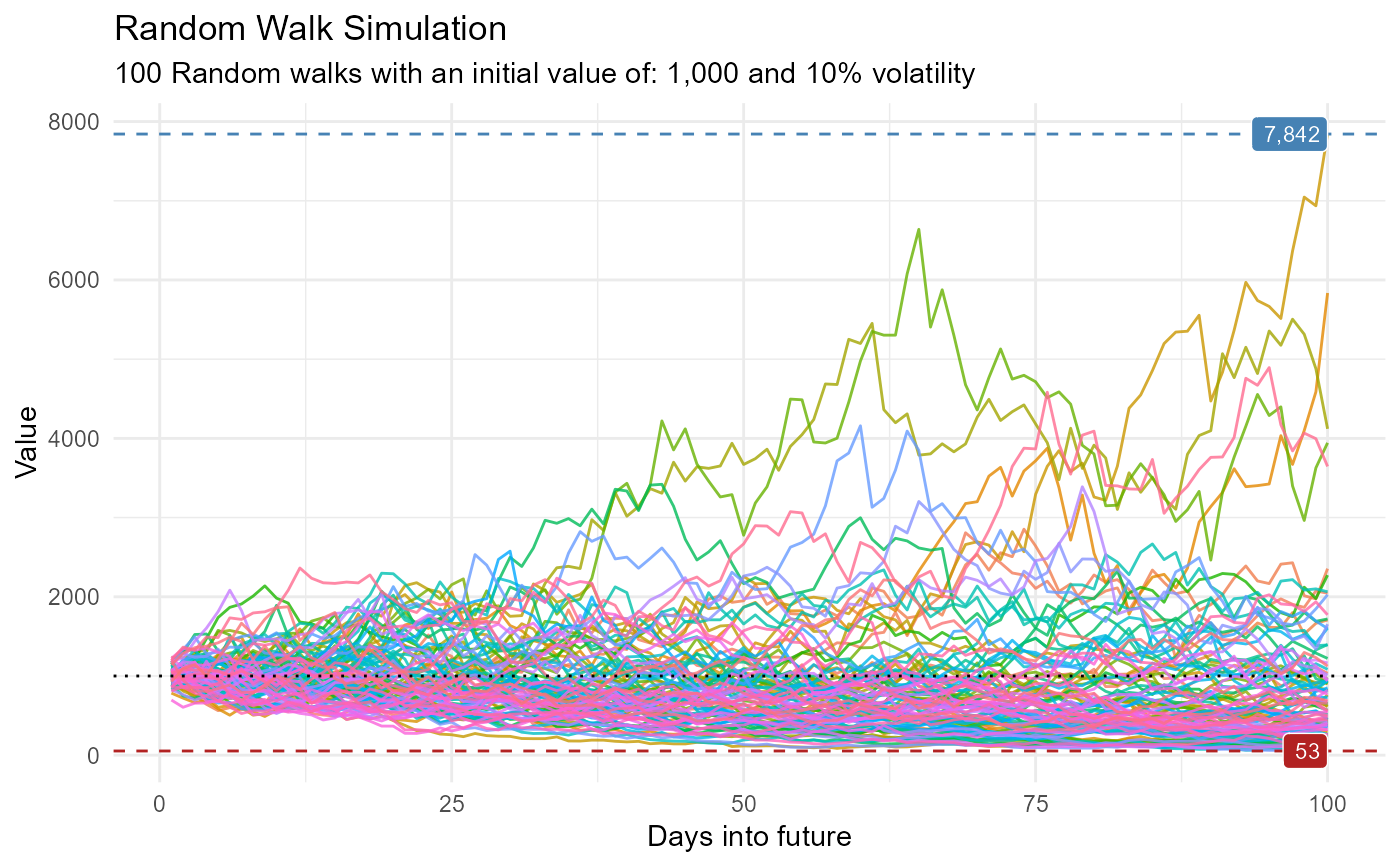 Random Walk Simulation
100 Random walks with an initial value of: 1,000 and 10% volatility
8000
7,842
6000
Value
4000
2000
0
53
0 25 50 75 100
Days into future